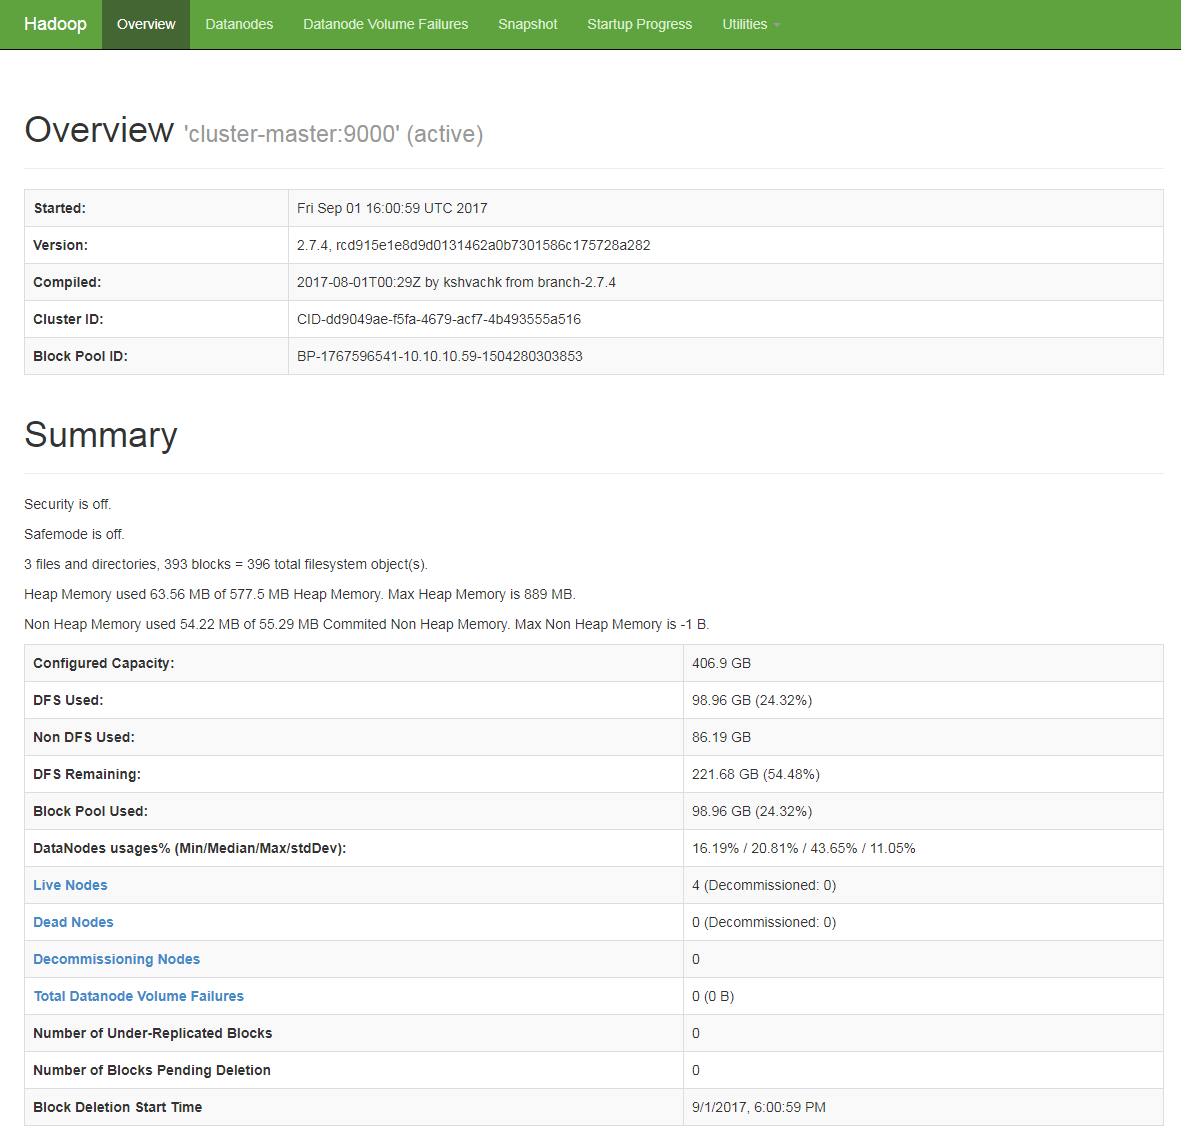 Hadoop Overview Datanodes Datanode Volume Failures Snapshot Startup Progress Utilities
Overview 'cluster-master:9000' (active)
Started: Fri Sep 01 16:00:59 UTC 2017
Version: 2.7.4, rcd915e1e8d9d0131462a0b7301586c175728a282
Compiled: 2017-08-01T00:29Z by kshvachk from branch-2.7.4
Cluster ID: CID-dd9049ae-f5fa-4679-acf7-4b493555a516
Block Pool ID: BP-1767596541-10.10.10.59-1504280303853
Summary
Security is off.
Safemode is off.
3 files and directories, 393 blocks = 396 total filesystem object(s).
Heap Memory used 63.56 MB of 577.5 MB Heap Memory. Max Heap Memory is 889 MB.
Non Heap Memory used 54.22 MB of 55.29 MB Commited Non Heap Memory. Max Non Heap Memory is -1 B.
Configured Capacity: 406.9 GB
DFS Used: 98.96 GB (24.32%)
Non DFS Used: 86.19 GB
DFS Remaining: 221.68 GB (54.48%)
Block Pool Used: 98.96 GB (24.32%)
DataNodes usages% (Min/Median/Max/stdDev): 16.19% / 20.81% / 43.65% / 11.05%
Live Nodes 4 (Decommissioned: 0)
Dead Nodes 0 (Decommissioned: 0)
Decommissioning Nodes 0
Total Datanode Volume Failures 0 (0 B)
Number of Under-Replicated Blocks 0
Number of Blocks Pending Deletion 0
Block Deletion Start Time 9/1/2017, 6:00:59 PM